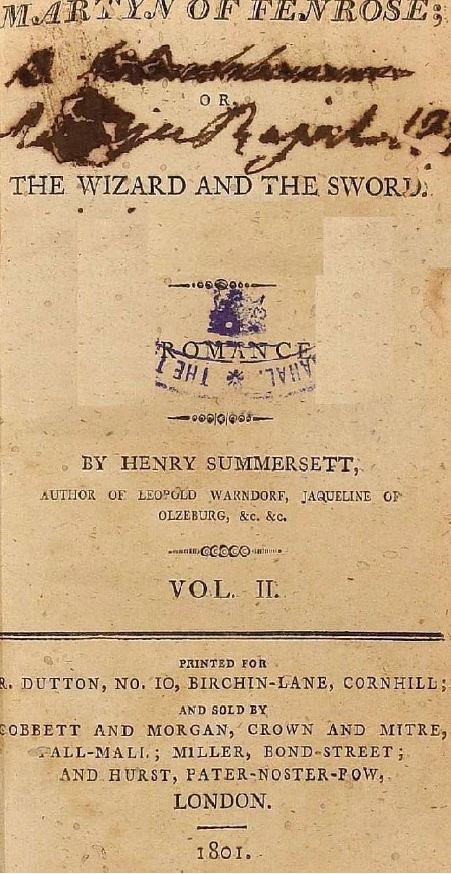 MARTYN OF FENROSE;
OR,
THE WIZARD AND THE SWORD.
ROMANCE
MAHAL. * THE T
BY HENRY SUMMERSETT,
AUTHOR OF LEOPOLD WARNDORF, JAQUELINE OF
OLZEBURG, &c. &c.
VOL. II.
PRINTED FOR
R. DUTTON, NO. 10, BIRCHIN-LANE, CORNHILL;
AND SOLD BY
COBBETT AND MORGAN, CROWN AND MITRE,
PALL-MALL; MILLER, BOND-STREET;
AND HURST, PATER-NOSTER-ROW,
LONDON.
1801.